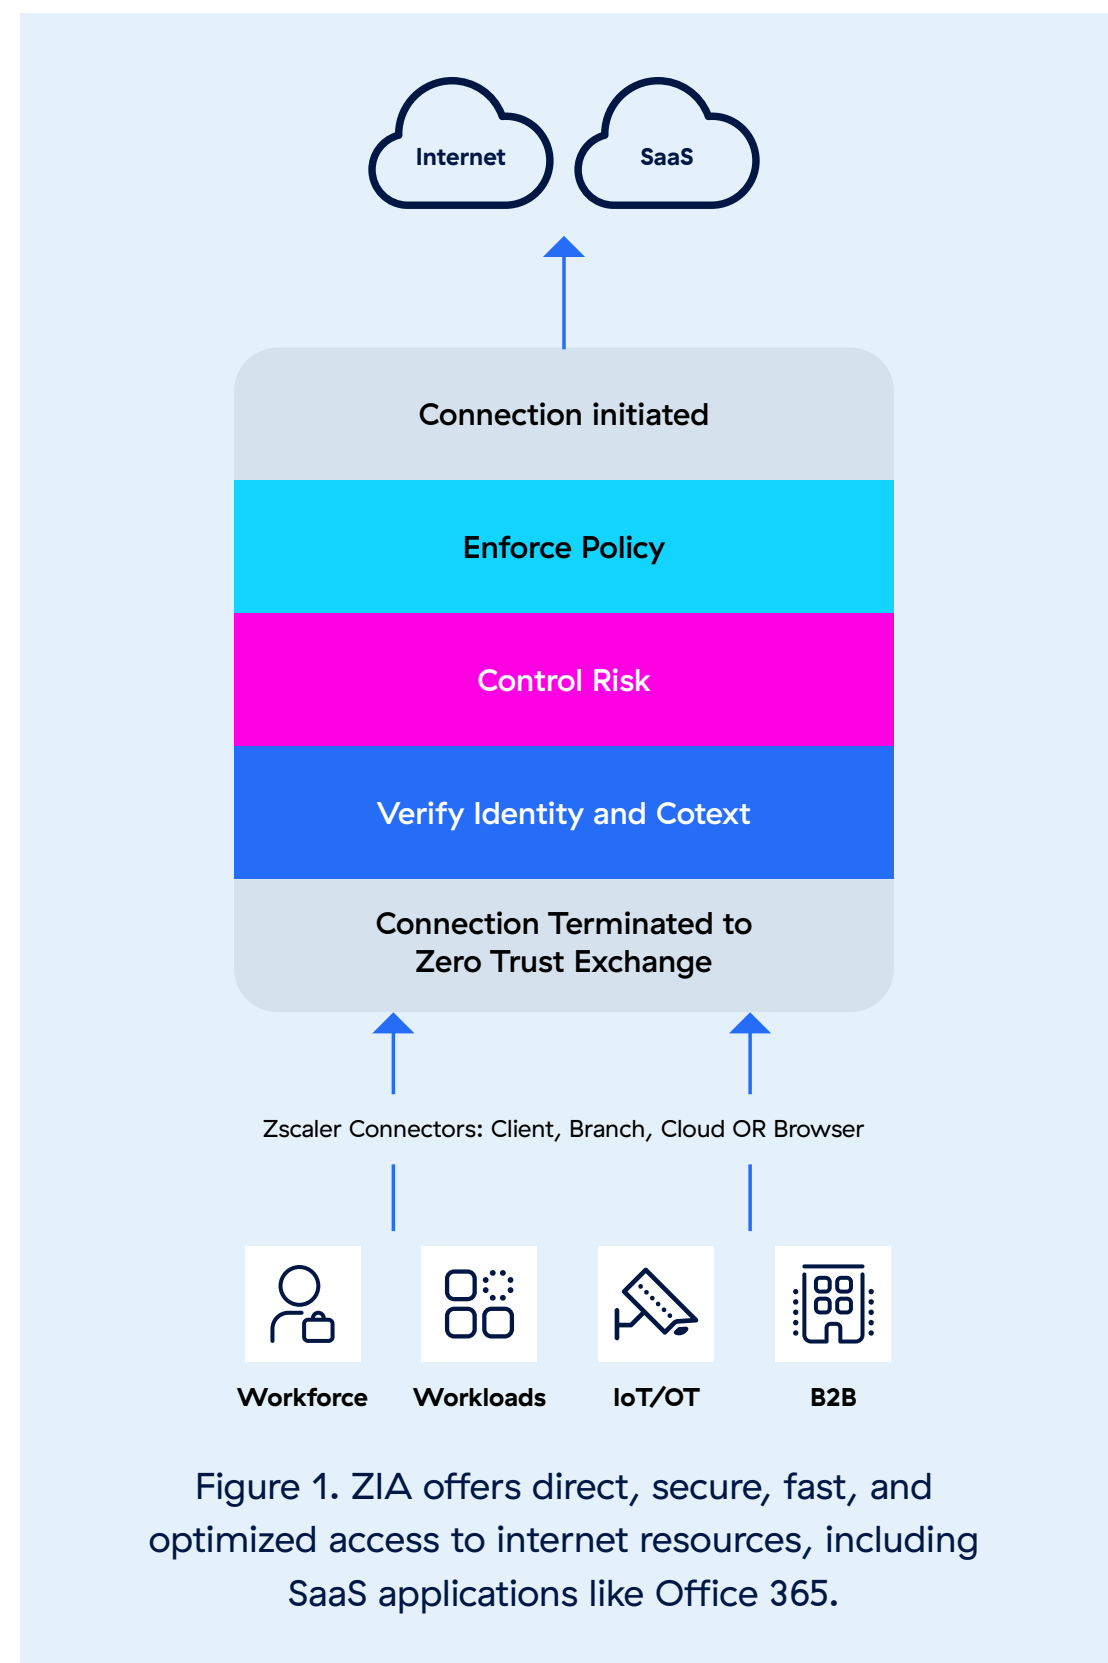 Internet
SaaS
Connection initiated
Enforce Policy
Control Risk
Verify Identity and Cotext
Connection Terminated to
Zero Trust Exchange
Zscaler Connectors: Client, Branch, Cloud OR Browser
Workforce
Workloads
IoT/OT
B2B
Figure 1. ZIA offers direct, secure, fast, and
optimized access to internet resources, including
SaaS applications like Office 365.